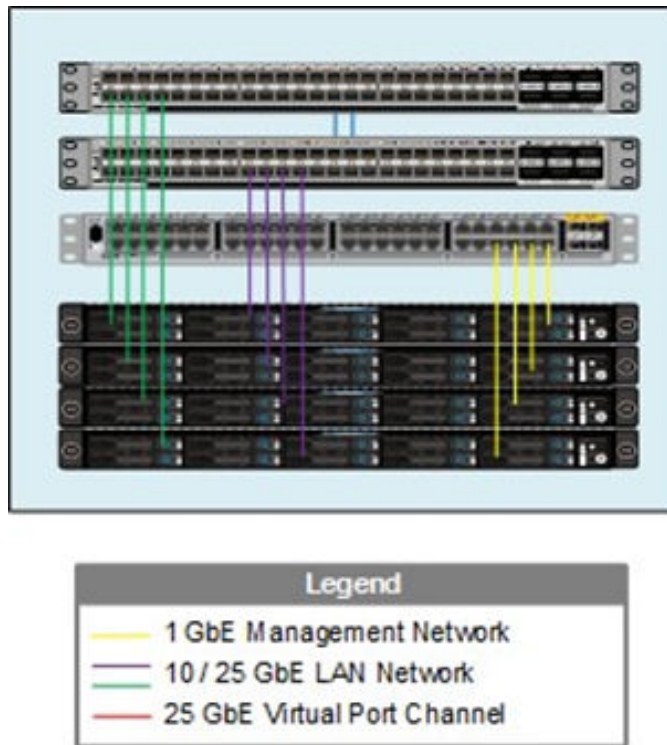 Legend
1 GbE Management Network
10 / 25 GbE LAN Network
25 GbE Virtual Port Channel